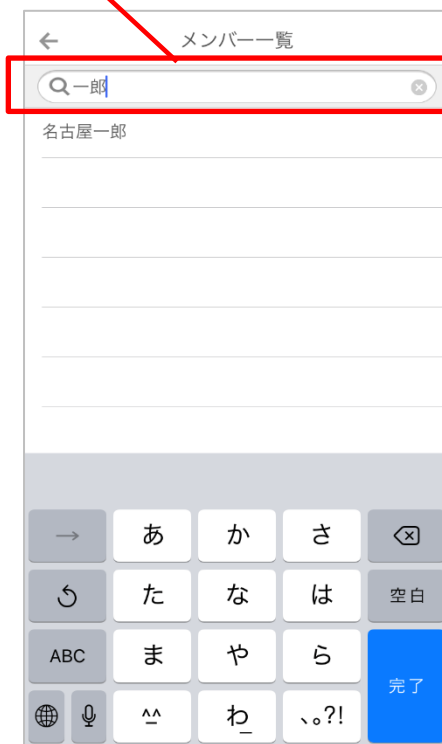 メンバー一覧
一郎
名古屋一郎
→ あ か さ
た な は 空白
ABC ま や ら
^^ わ_ 、。?! 完了